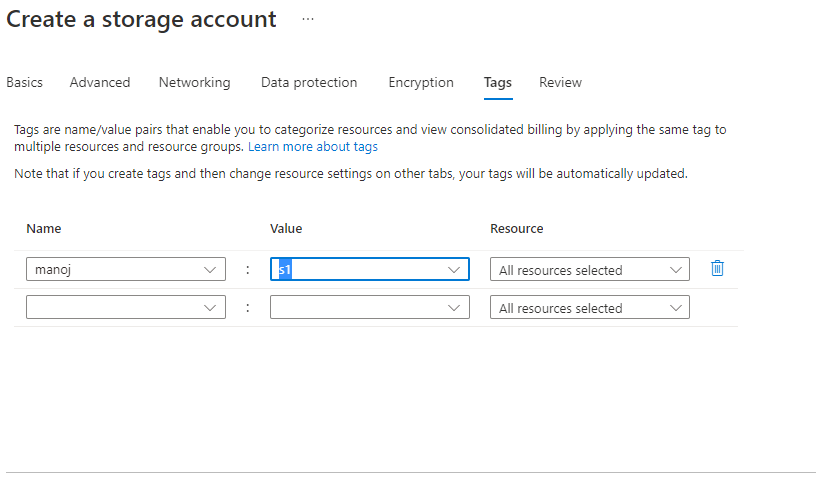 Create a storage account ...
Basics Advanced Networking Data protection Encryption Tags Review
Tags are name/value pairs that enable you to categorize resources and view consolidated billing by applying the same tag to
multiple resources and resource groups. Learn more about tags
Note that if you create tags and then change resource settings on other tabs, your tags will be automatically updated.
Name Value Resource
manoj : s1 All resources selected
: All resources selected